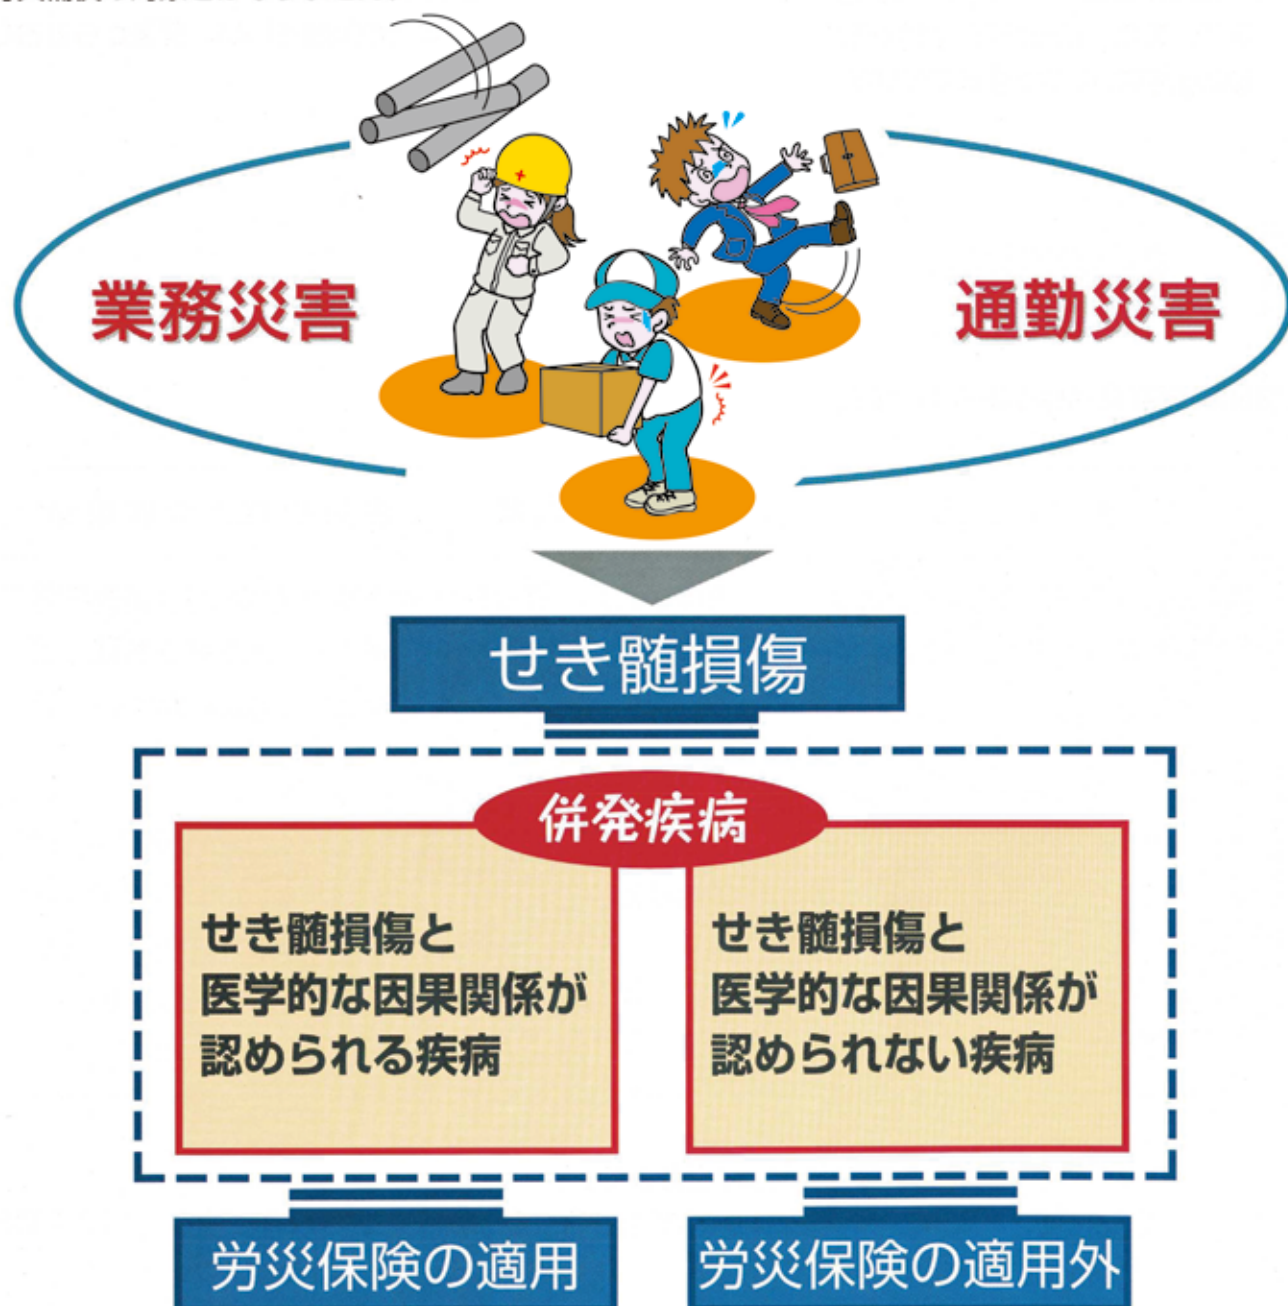 業務災害
通勤災害
せき髄損傷
併発疾病
せき髄損傷と
医学的な因果関係が
認められる疾病
せき髄損傷と
医学的な因果関係が
認められない疾病
労災保険の適用
労災保険の適用外